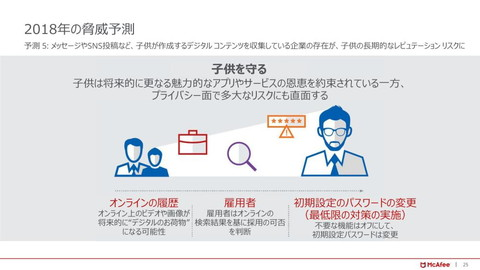 2018年の脅威予測
予測 5: メッセージやSNS投稿など、子供が作成するデジタル コンテンツを収集している企業の存在が、子供の長期的なレピュテーション リスクに
子供を守る
子供は将来的に更なる魅力的なアプリやサービスの恩恵を約束されている一方、
プライバシー面で多大なリスクにも直面する
オンラインの履歴
オンライン上のビデオや画像が
将来的に"デジタルのお荷物"
になる可能性
雇用者
雇用者はオンラインの
検索結果を基に採用の可否
を判断
初期設定のパスワードの変更
(最低限の対策の実施)
不要な機能はオフにして、
初期設定パスワードは変更
McAfee | 25